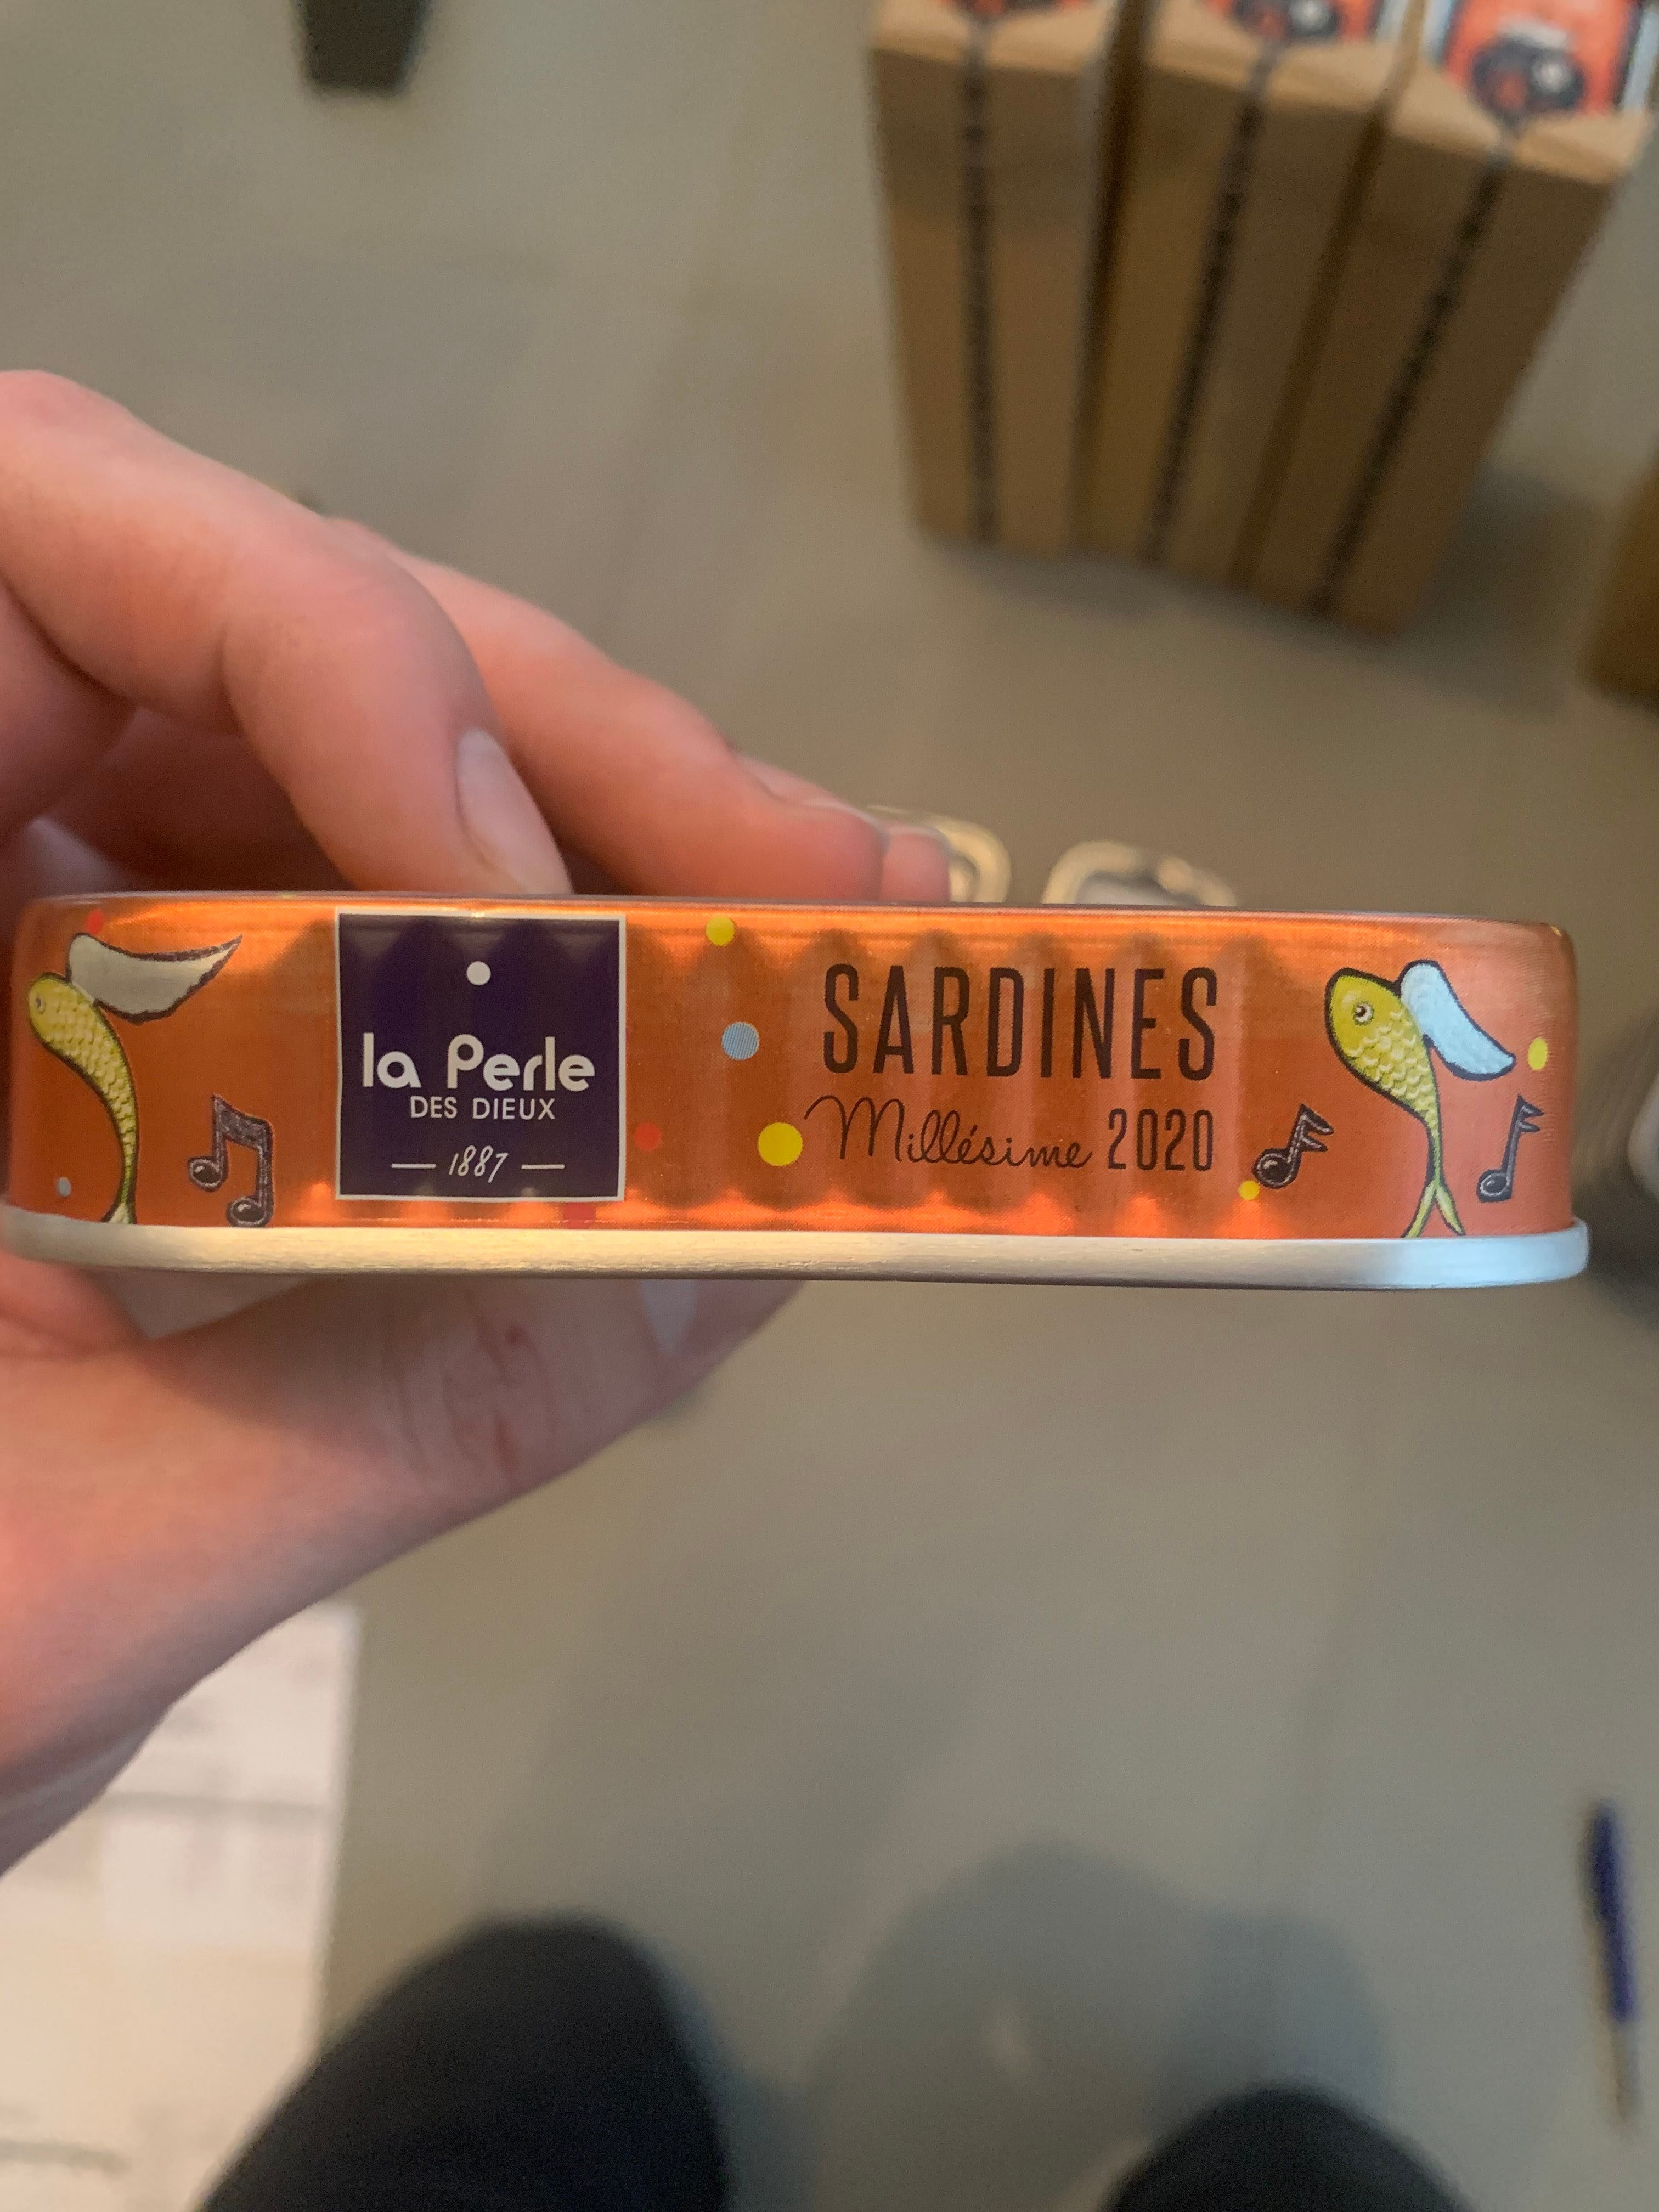 la Perle
DES DIEUX
1887
SARDINES
Millésime 2020